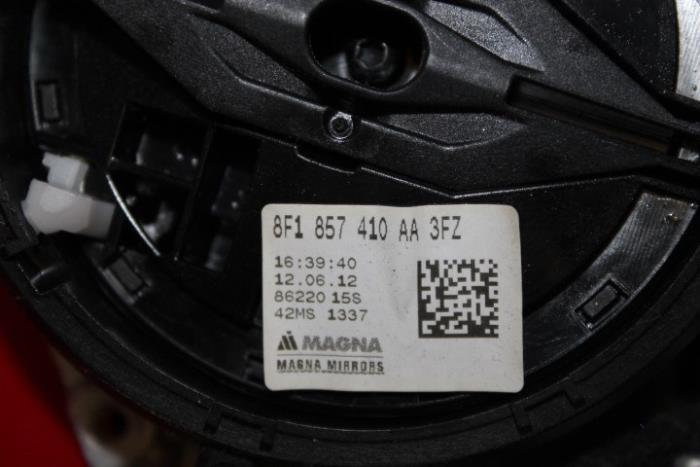 8F1 857 410 AA 3FZ
16:39:40
12.06.12
86220 15S
42MS 1337
MAGNA
MAGNA MIRRORS